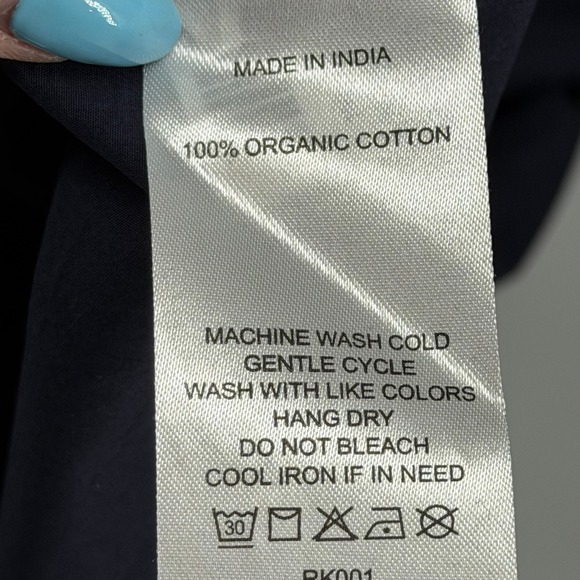 MADE IN INDIA
100% ORGANIC COTTON
MACHINE WASH COLD
GENTLE CYCLE
WASH WITH LIKE COLORS
HANG DRY
DO NOT BLEACH
COOL IRON IF IN NEED
30
RK001